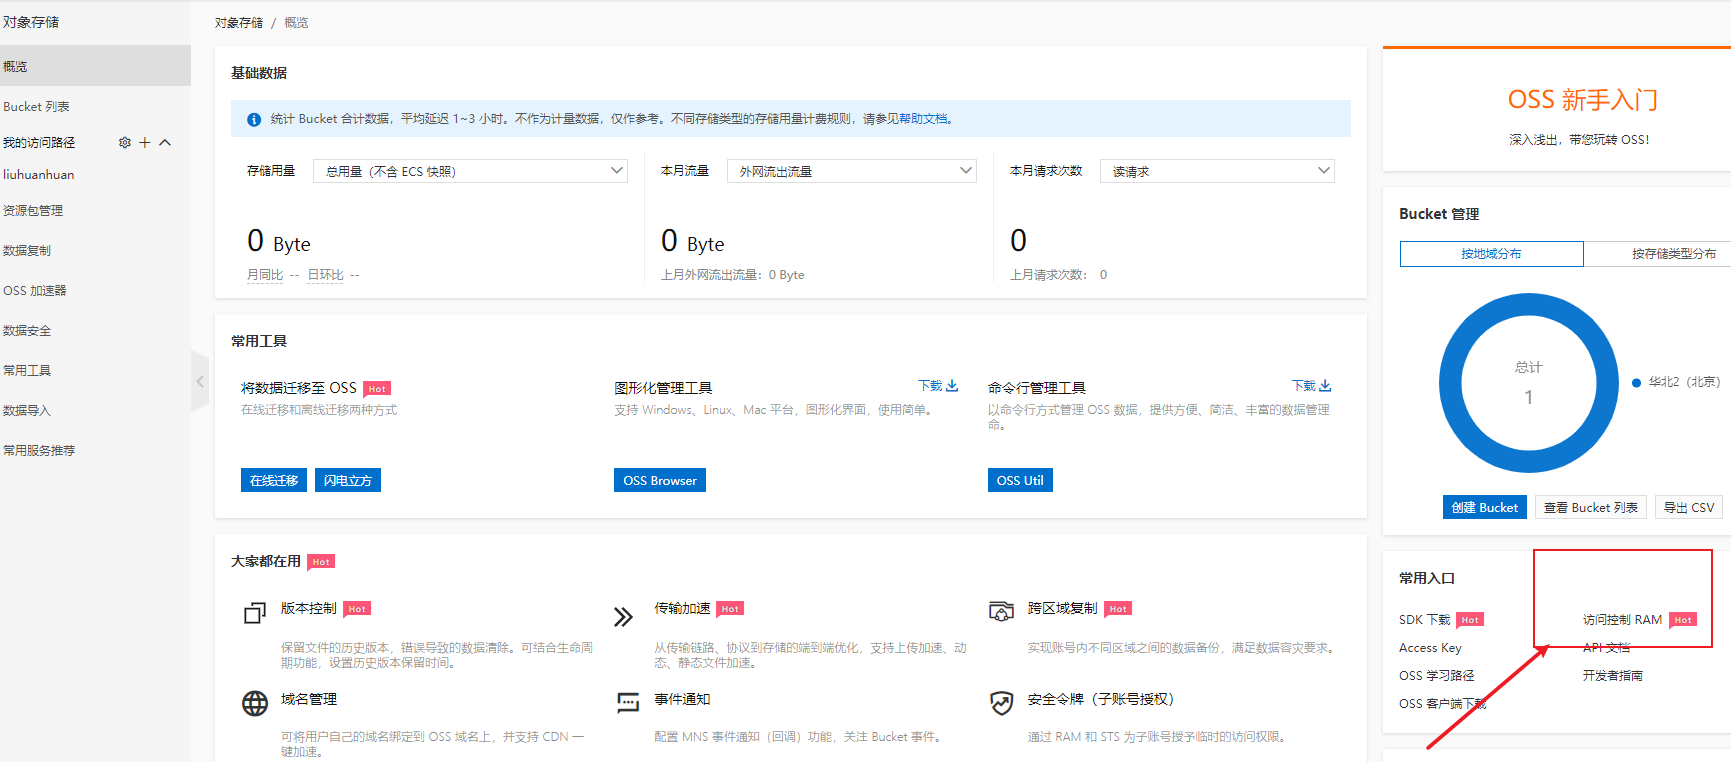 对象存储
概览
Bucket 列表
我的访问路径
liuhuanhuan
资源包管理
数据复制
OSS 加速器
数据安全
常用工具
数据导入
常用服务推荐
对象存储 / 概览
基础数据
统计 Bucket 合计数据，平均延迟 1~3 小时。不作为计量数据，仅作参考。不同存储类型的存储用量计费规则，请参见帮助文档。
存储用量 总用量（不含 ECS 快照）
0 Byte
月同比 -- 日环比 --
本月流量 外网流出流量
0 Byte
上月外网流出流量：0 Byte
本月请求次数 读请求
0
上月请求次数： 0
常用工具
将数据迁移至 OSS Hot
在线迁移和离线迁移两种方式
在线迁移 闪电立方
图形化管理工具 下载
支持 Windows、Linux、Mac 平台，图形化界面，使用简单。
OSS Browser
命令行管理工具 下载
以命令行方式管理 OSS 数据，提供方便、简洁、丰富的数据管理
命。
OSS Util
大家都在用 Hot
版本控制 Hot
保留文件的历史版本，错误导致的数据清除。可结合生命周
期功能，设置历史版本保留时间。
传输加速 Hot
从传输链路、协议到存储的端到端优化，支持上传加速、动
态、静态文件加速。
跨区域复制 Hot
实现账号内不同区域之间的数据备份，满足数据容灾要求。
域名管理
可将用户自己的域名绑定到 OSS 域名上，并支持 CDN 一
键加速。
事件通知
配置 MNS 事件通知（回调）功能，关注 Bucket 事件。
安全令牌（子账号授权）
通过 RAM 和 STS 为子账号授予临时的访问权限。
OSS 新手入门
深入浅出，带您玩转 OSS!
Bucket 管理
按地域分布 按存储类型分布
总计
1
华北2（北京）
创建 Bucket 查看 Bucket 列表 导出 CSV
常用入口
SDK 下载 Hot 访问控制 RAM Hot
Access Key API 文档
OSS 学习路径 开发者指南
OSS 客户端下载